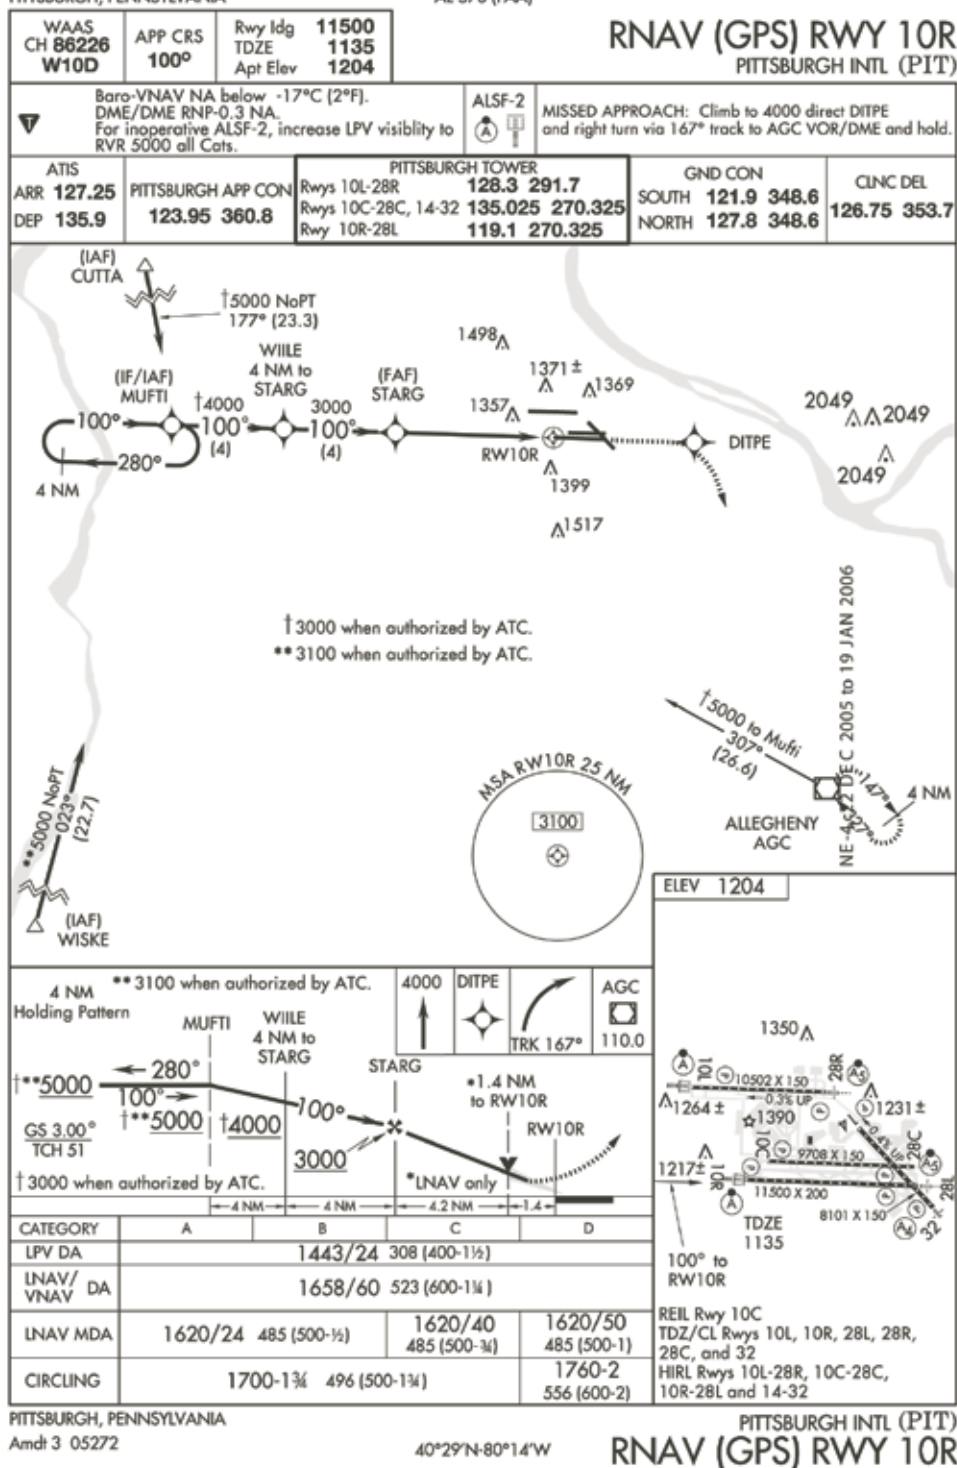 RNAV (GPS) RWY 10R
PITTSBURGH INTL (PIT)
WAAS
CH 86226
W10D
APP CRS
100°
Rwy ldg 11500
TDZE 1135
Apt Elev 1204
Baro-VNAV NA below -17°C (2°F).
DME/DME RNP-0.3 NA.
For inoperative ALSF-2, increase LPV visiblity to
RVR 5000 all Cats.
T
ALSF-2
A
MISSED APPROACH: Climb to 4000 direct DITPE
and right turn via 167° track to AGC VOR/DME and hold.
ATIS
ARR 127.25
DEP 135.9
PITTSBURGH APP CON
123.95 360.8
PITTSBURGH TOWER
Rwys 10L-28R 128.3 291.7
Rwys 10C-28C, 14-32 135.025 270.325
Rwy 10R-28L 119.1 270.325
GND CON
SOUTH 121.9 348.6
NORTH 127.8 348.6
CLNC DEL
126.75 353.7
(IAF)
CUTTA
†5000 NoPT
177° (23.3)
WIILE
4 NM to
STARG
(IF/IAF)
MUFTI
(FAF)
STARG
100°
†4000
100°
(4)
3000
100°
(4)
280°
4 NM
1498
1371±
1369
1357
RW10R
1399
1517
DITPE
2049
2049
2049
†3000 when authorized by ATC.
**3100 when authorized by ATC.
NE-4, 22 DEC 2005 to 19 JAN 2006
†5000 to Mufti
307°
(26.6)
147°
327°
4 NM
ALLEGHENY
AGC
MSA RW10R 25 NM
3100
**5000 NoPT
023°
(22.7)
(IAF)
WISKE
ELEV 1204
4 NM
Holding Pattern
**3100 when authorized by ATC.
4000
DITPE
TRK 167°
AGC
110.0
MUFTI
WIILE
4 NM to
STARG
STARG
*1.4 NM
to RW10R
RW10R
280°
†**5000
100°
†**5000
†4000
100°
3000
GS 3.00°
TCH 51
*LNAV only
†3000 when authorized by ATC.
4 NM
4 NM
4.2 NM
1.4
CATEGORY A B C D
LPV DA 1443/24 308 (400-1½)
LNAV/
VNAV DA 1658/60 523 (600-1¼)
LNAV MDA 1620/24 485 (500-½) 1620/40 485 (500-¾) 1620/50 485 (500-1)
CIRCLING 1700-1¾ 496 (500-1¾) 1760-2 556 (600-2)
1350
10L
28R
10502 X 150
0.3% UP
1264±
1390
1231±
0.4% UP
10C
28C
9708 X 150
1217±
10R
28L
11500 X 200
8101 X 150
32
TDZE
1135
100° to
RW10R
REIL Rwy 10C
TDZ/CL Rwys 10L, 10R, 28L, 28R,
28C, and 32
HIRL Rwys 10L-28R, 10C-28C,
10R-28L and 14-32
PITTSBURGH, PENNSYLVANIA
Amdt 3 05272
40°29'N-80°14'W
PITTSBURGH INTL (PIT)
RNAV (GPS) RWY 10R